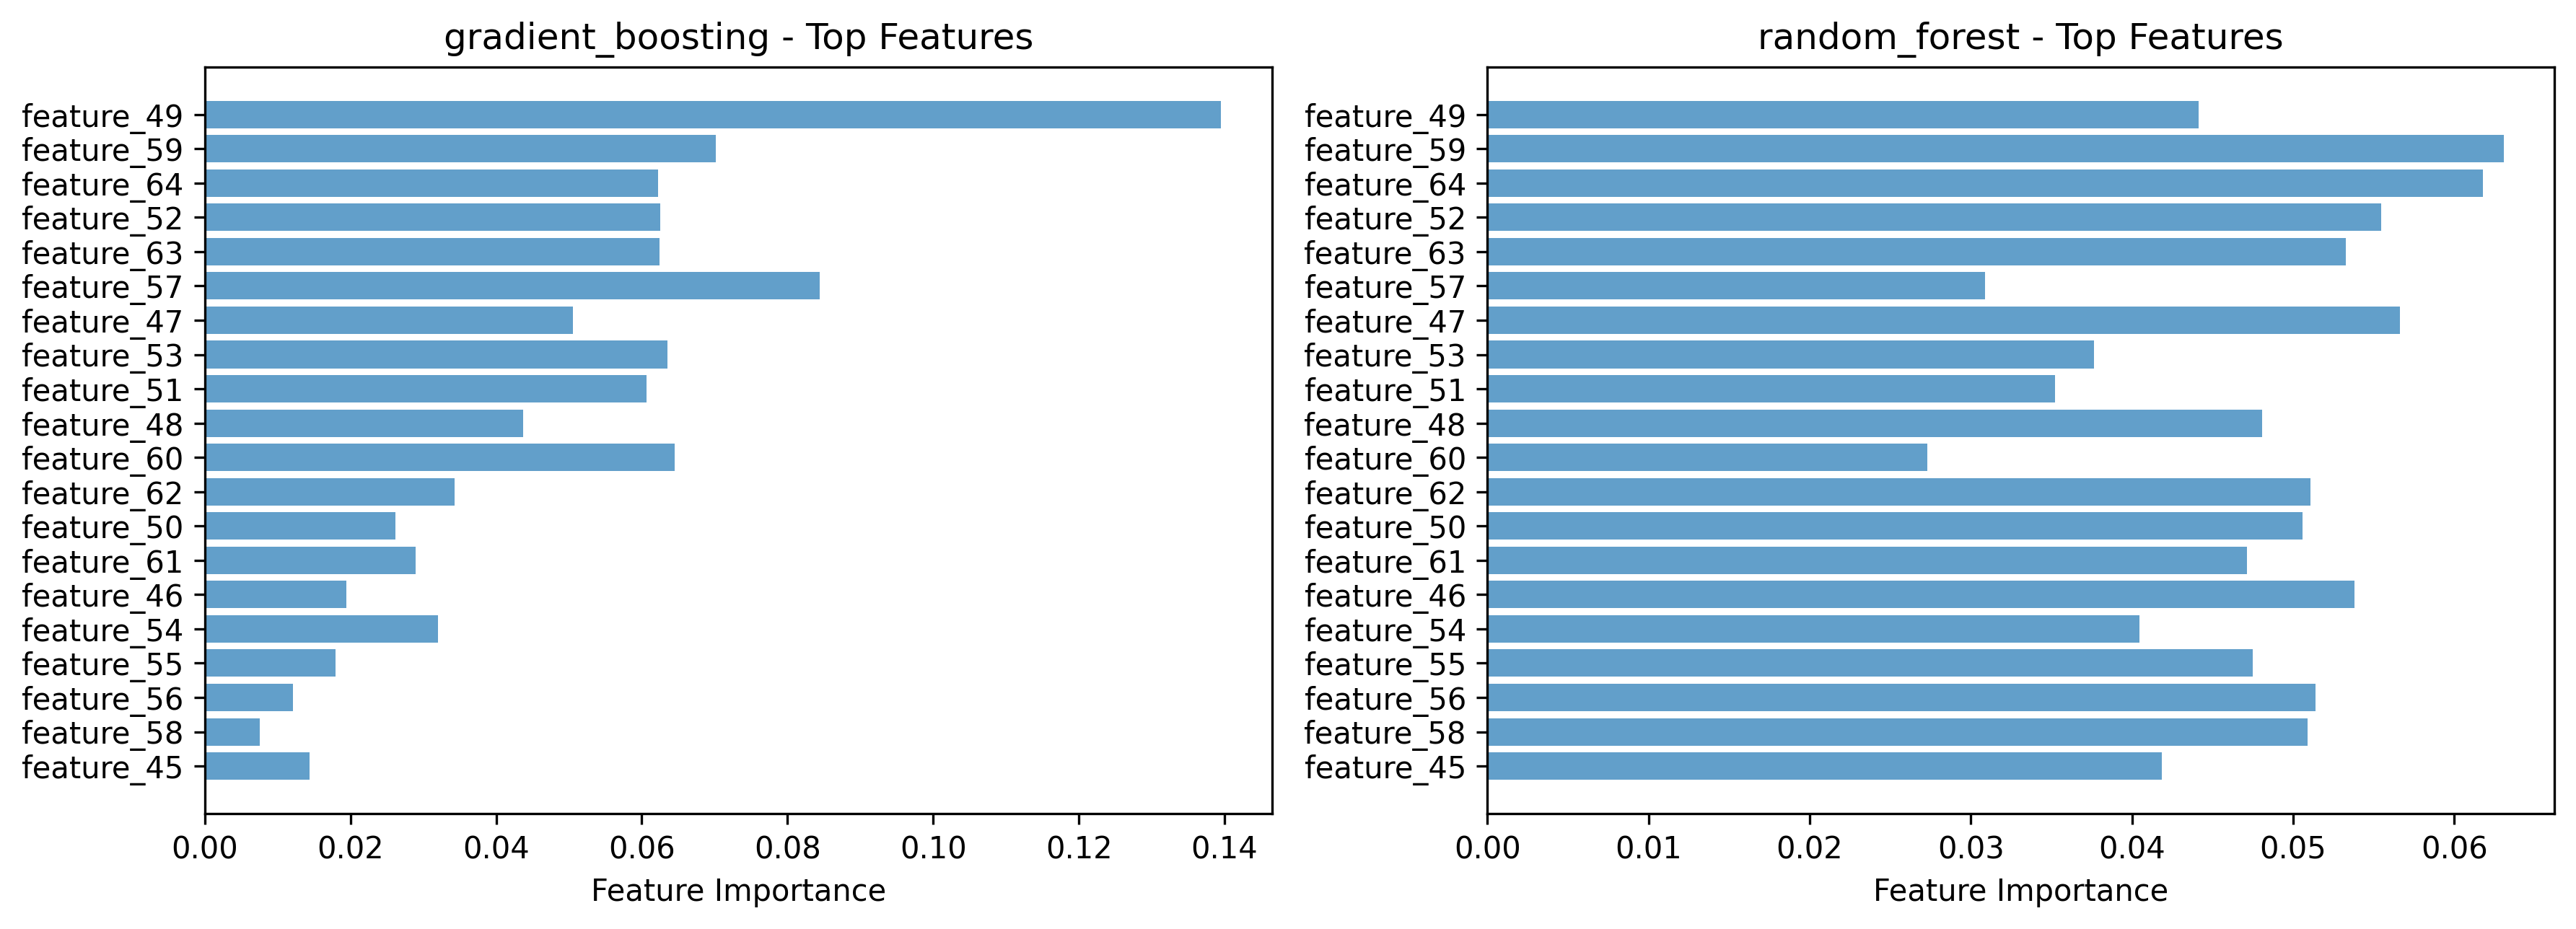 gradient_boosting - Top Features
feature_49
feature_59
feature_64
feature_52
feature_63
feature_57
feature_47
feature_53
feature_51
feature_48
feature_60
feature_62
feature_50
feature_61
feature_46
feature_54
feature_55
feature_56
feature_58
feature_45
0.00 0.02 0.04 0.06 0.08 0.10 0.12 0.14
Feature Importance
random_forest - Top Features
feature_49
feature_59
feature_64
feature_52
feature_63
feature_57
feature_47
feature_53
feature_51
feature_48
feature_60
feature_62
feature_50
feature_61
feature_46
feature_54
feature_55
feature_56
feature_58
feature_45
0.00 0.01 0.02 0.03 0.04 0.05 0.06
Feature Importance